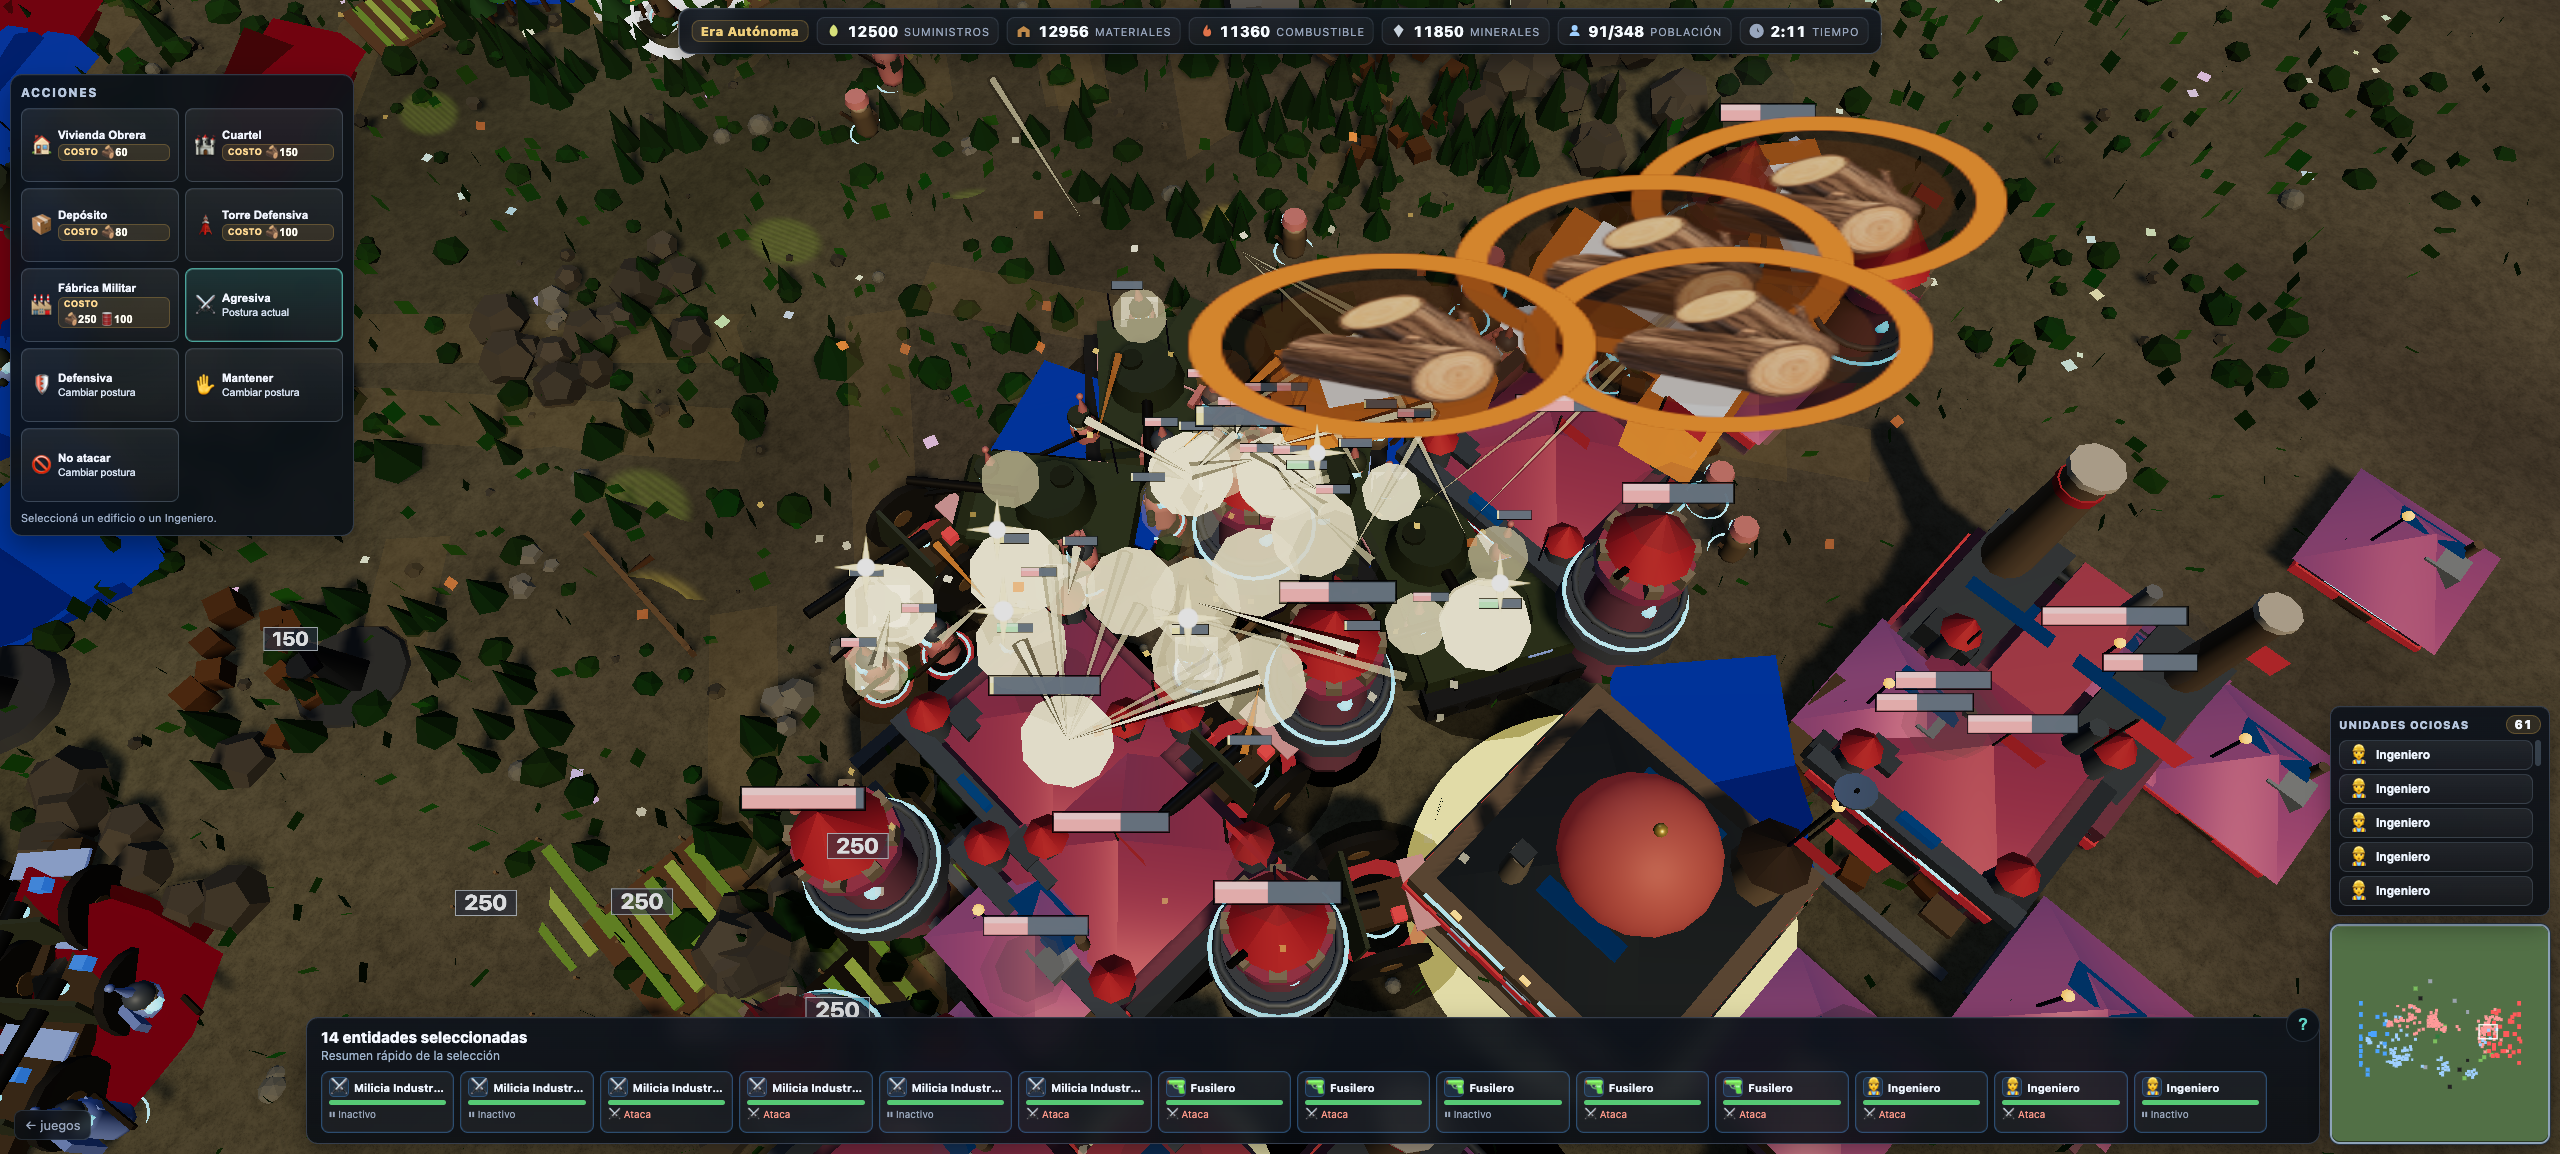 Era Autónoma
12500 SUMINISTROS
12956 MATERIALES
11360 COMBUSTIBLE
11850 MINERALES
91/348 POBLACIÓN
2:11 TIEMPO
ACCIONES
Vivienda Obrera
COSTO 60
Cuartel
COSTO 150
Depósito
COSTO 80
Torre Defensiva
COSTO 100
Fábrica Militar
COSTO
250 100
Agresiva
Postura actual
Defensiva
Cambiar postura
Mantener
Cambiar postura
No atacar
Cambiar postura
Seleccioná un edificio o un Ingeniero.
150
250
250
250
250
UNIDADES OCIOSAS 61
Ingeniero
Ingeniero
Ingeniero
Ingeniero
Ingeniero
14 entidades seleccionadas
Resumen rápido de la selección
?
Milicia Industr...
Inactivo
Milicia Industr...
Inactivo
Milicia Industr...
Ataca
Milicia Industr...
Ataca
Milicia Industr...
Inactivo
Milicia Industr...
Ataca
Fusilero
Ataca
Fusilero
Ataca
Fusilero
Inactivo
Fusilero
Ataca
Fusilero
Ataca
Ingeniero
Ataca
Ingeniero
Ataca
Ingeniero
Inactivo
← juegos